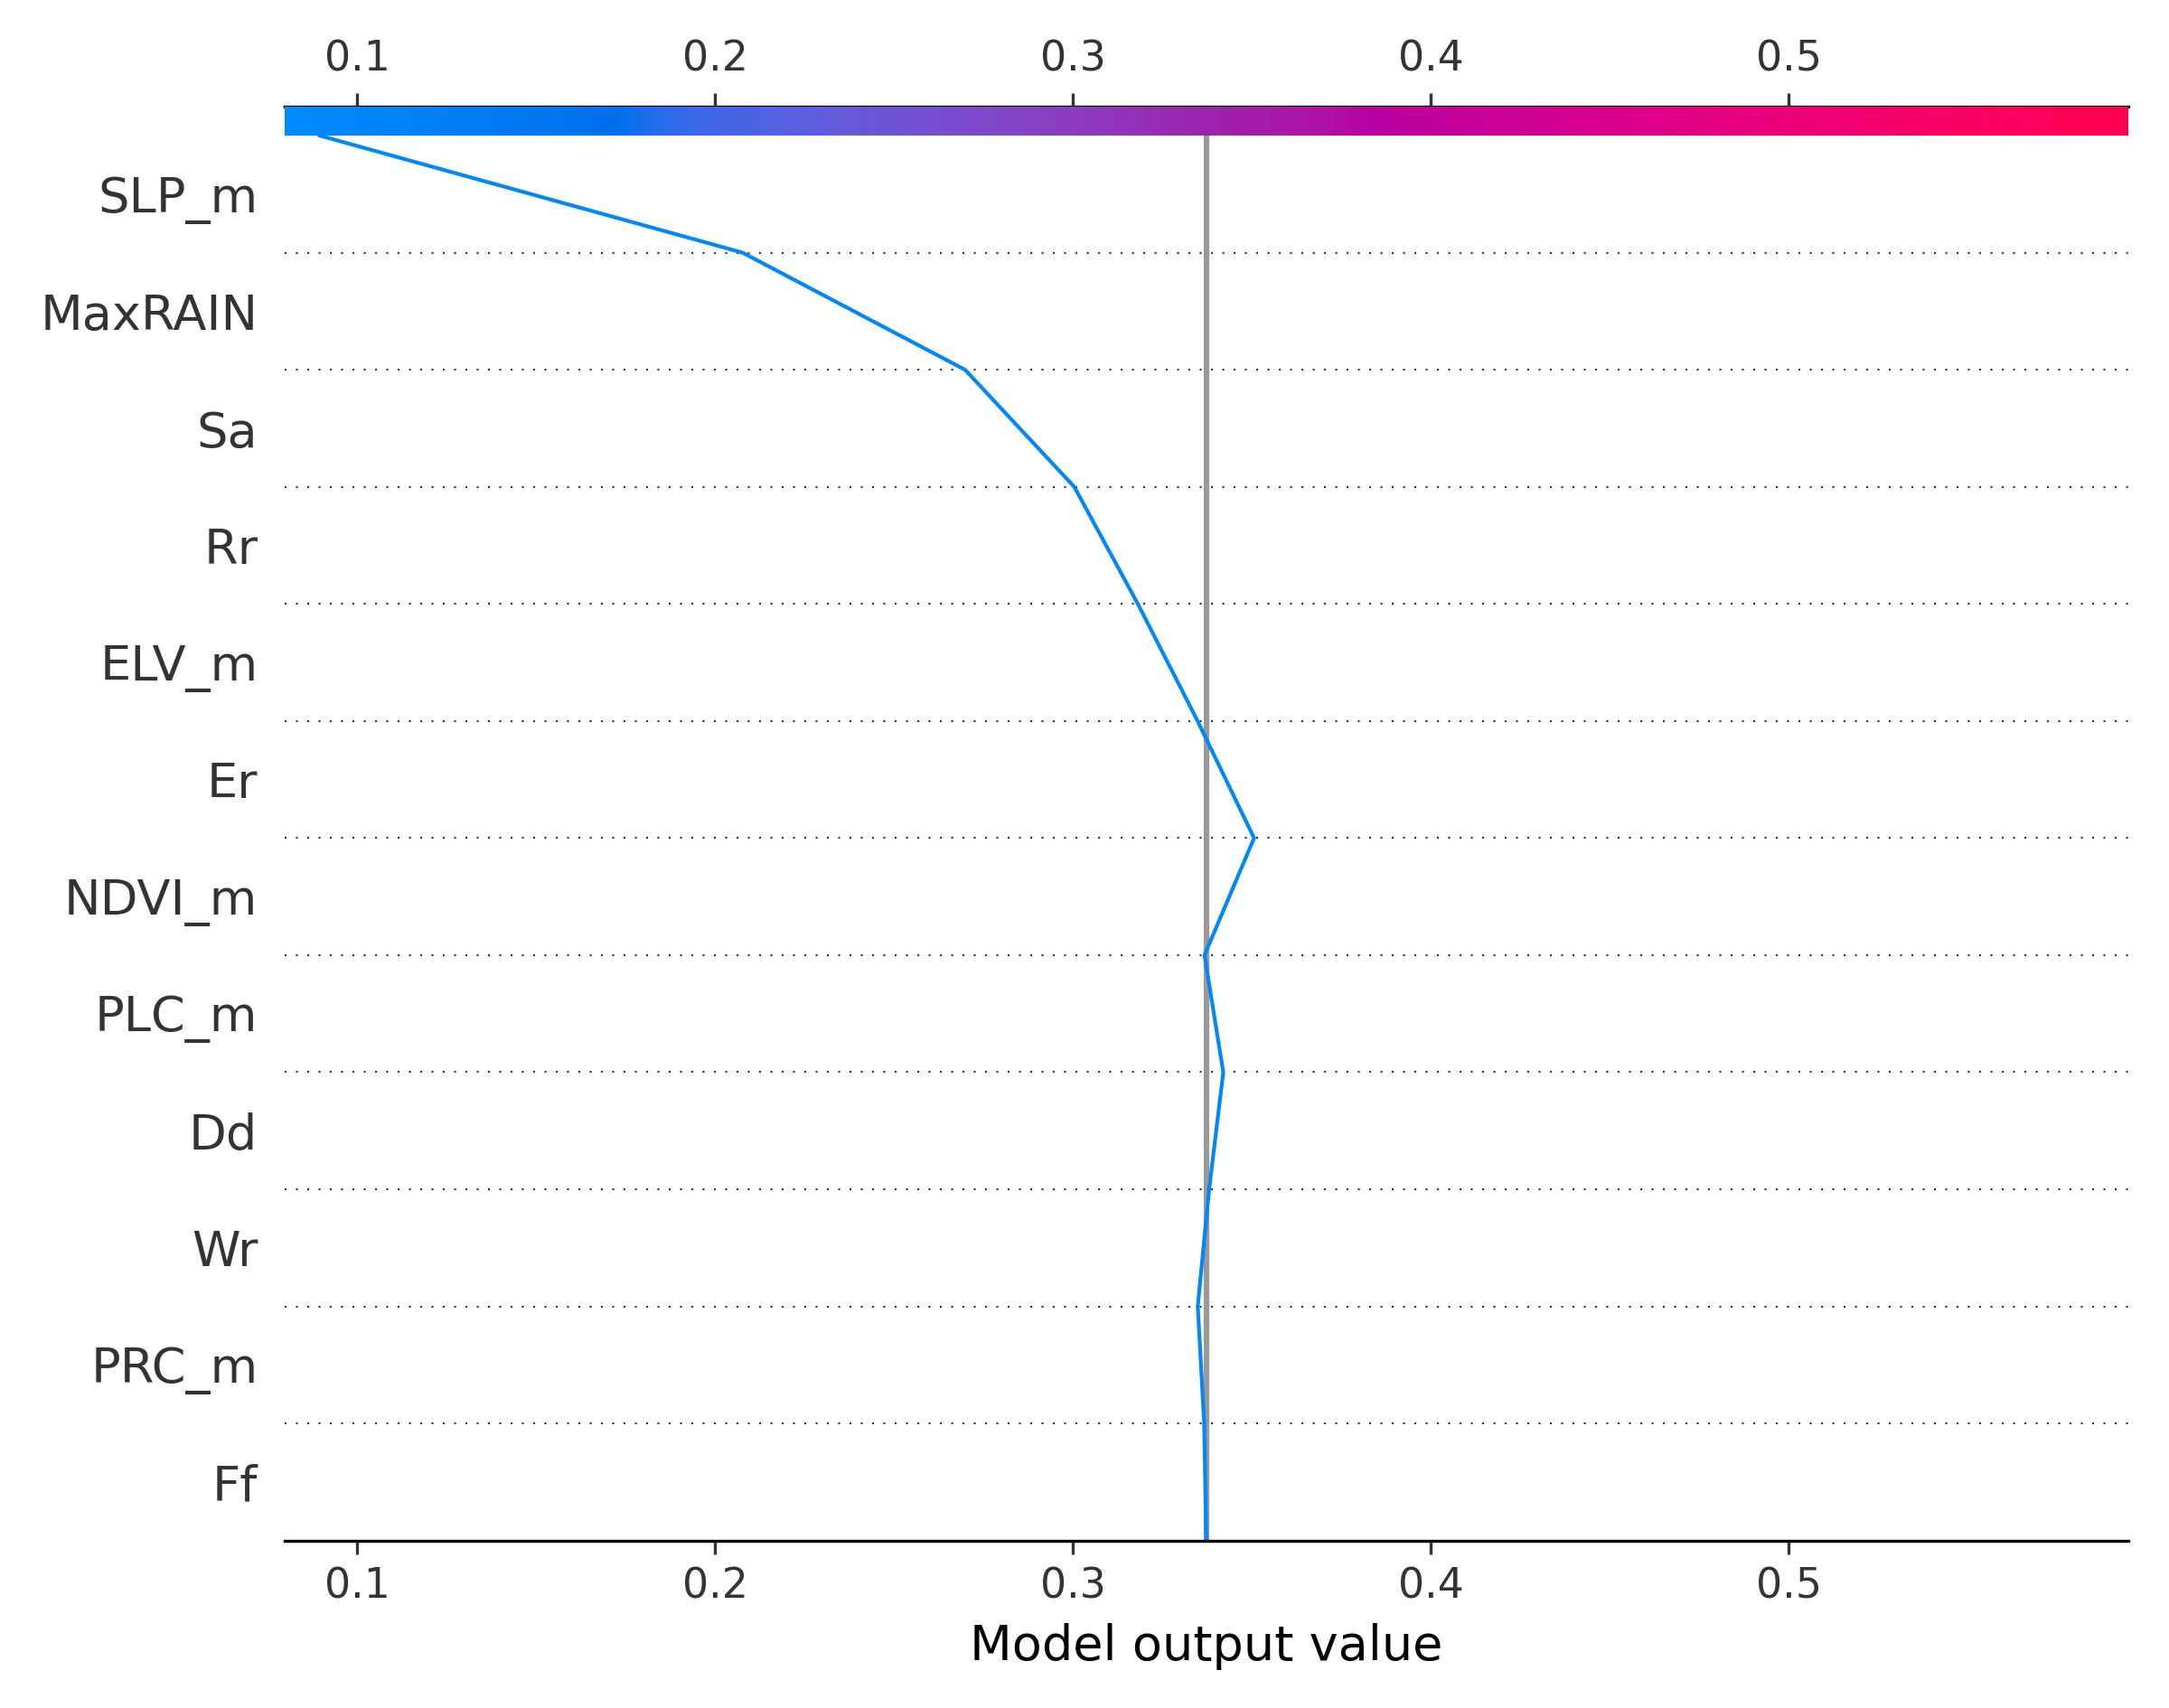 0.1 0.2 0.3 0.4 0.5
SLP_m
MaxRAIN
Sa
Rr
ELV_m
Er
NDVI_m
PLC_m
Dd
Wr
PRC_m
Ff
0.1 0.2 0.3 0.4 0.5
Model output value